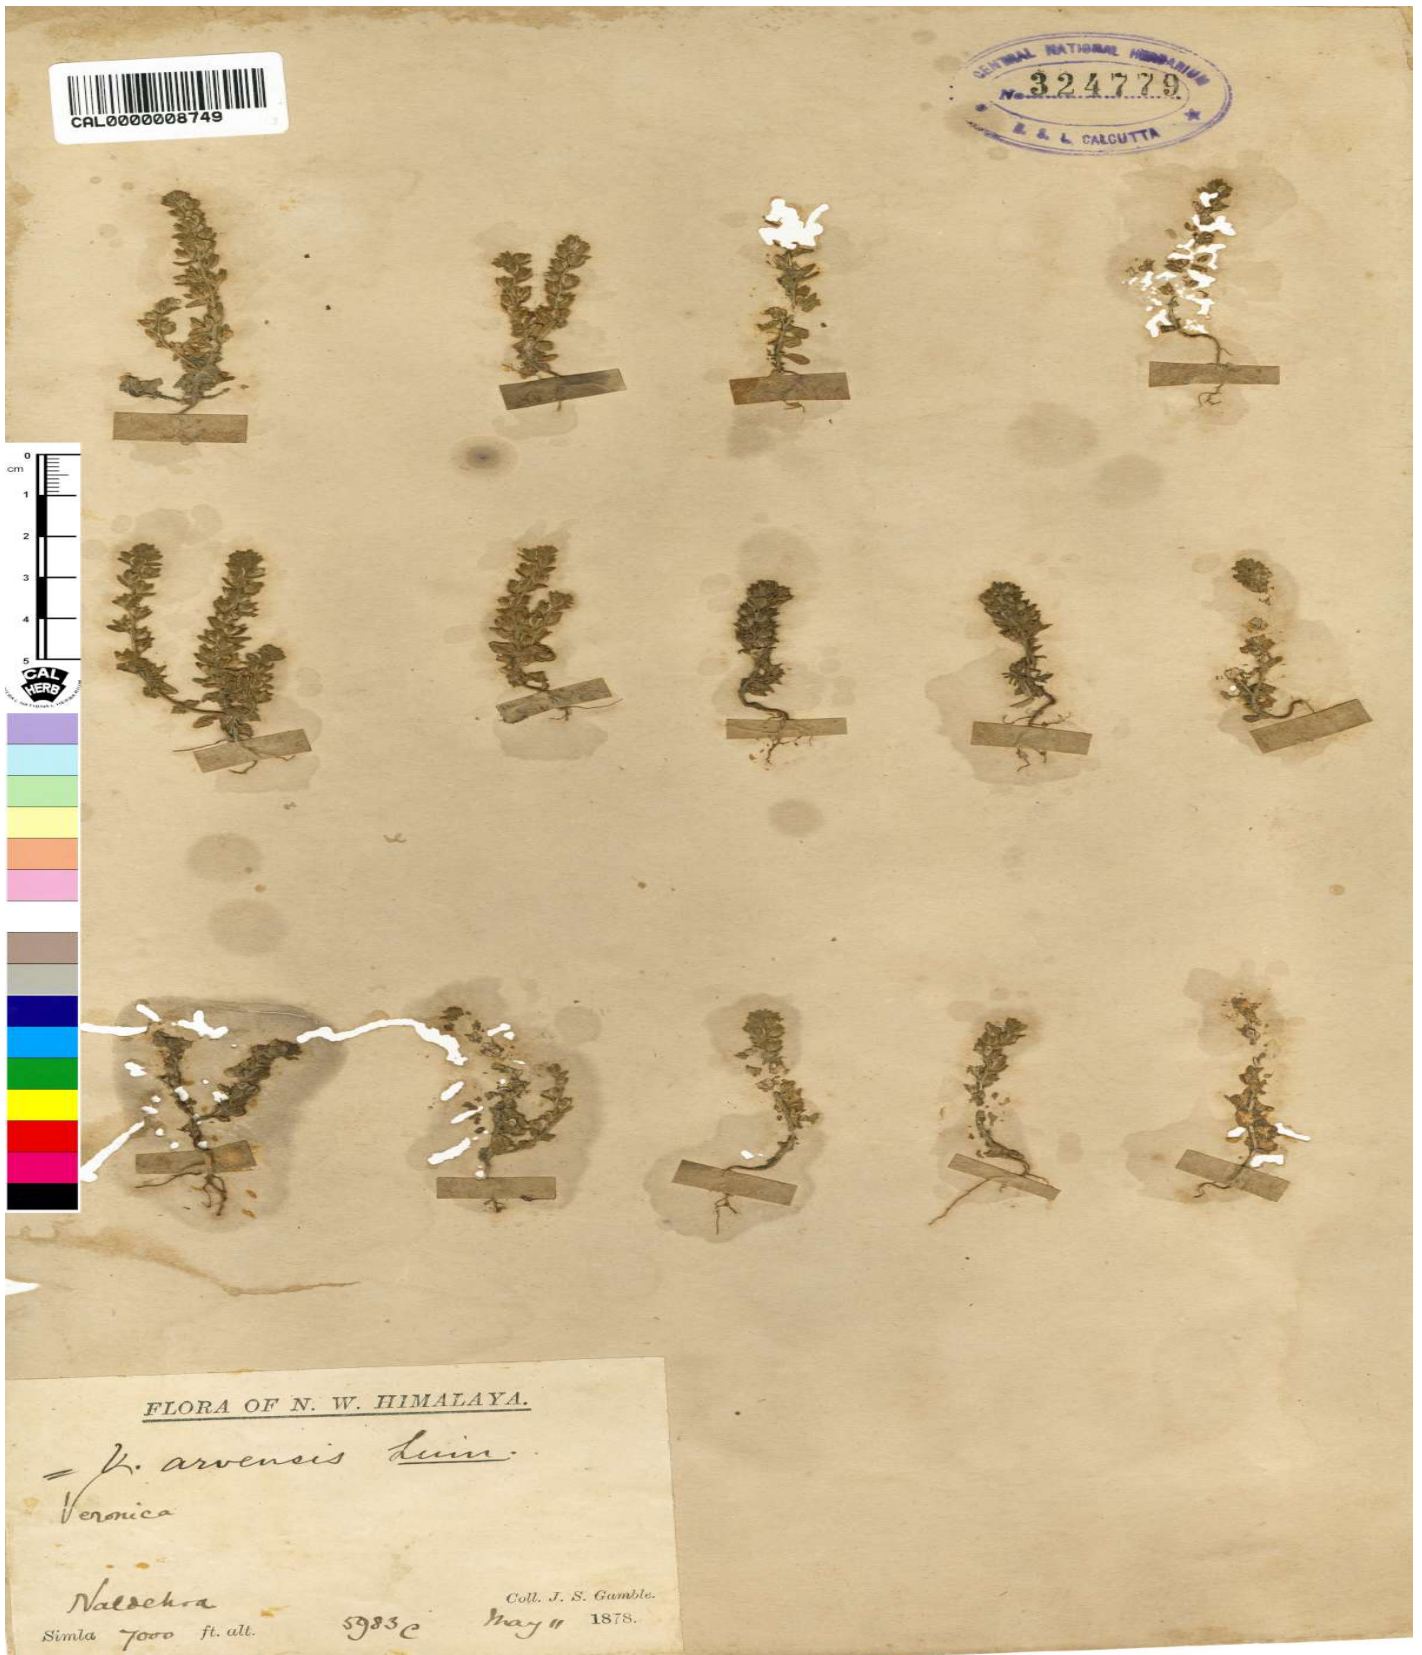 CAL0000008749
CENTRAL NATIONAL HERBARIUM
No 324779
B. S. I. CALCUTTA
0
cm
1
2
3
4
5
CAL
HERB
FLORA OF N. W. HIMALAYA.
= V. arvensis Linn.
Veronica
Naldehra
Coll. J. S. Gamble.
Simla 7000 ft. alt. 5983 C May 11 1878.